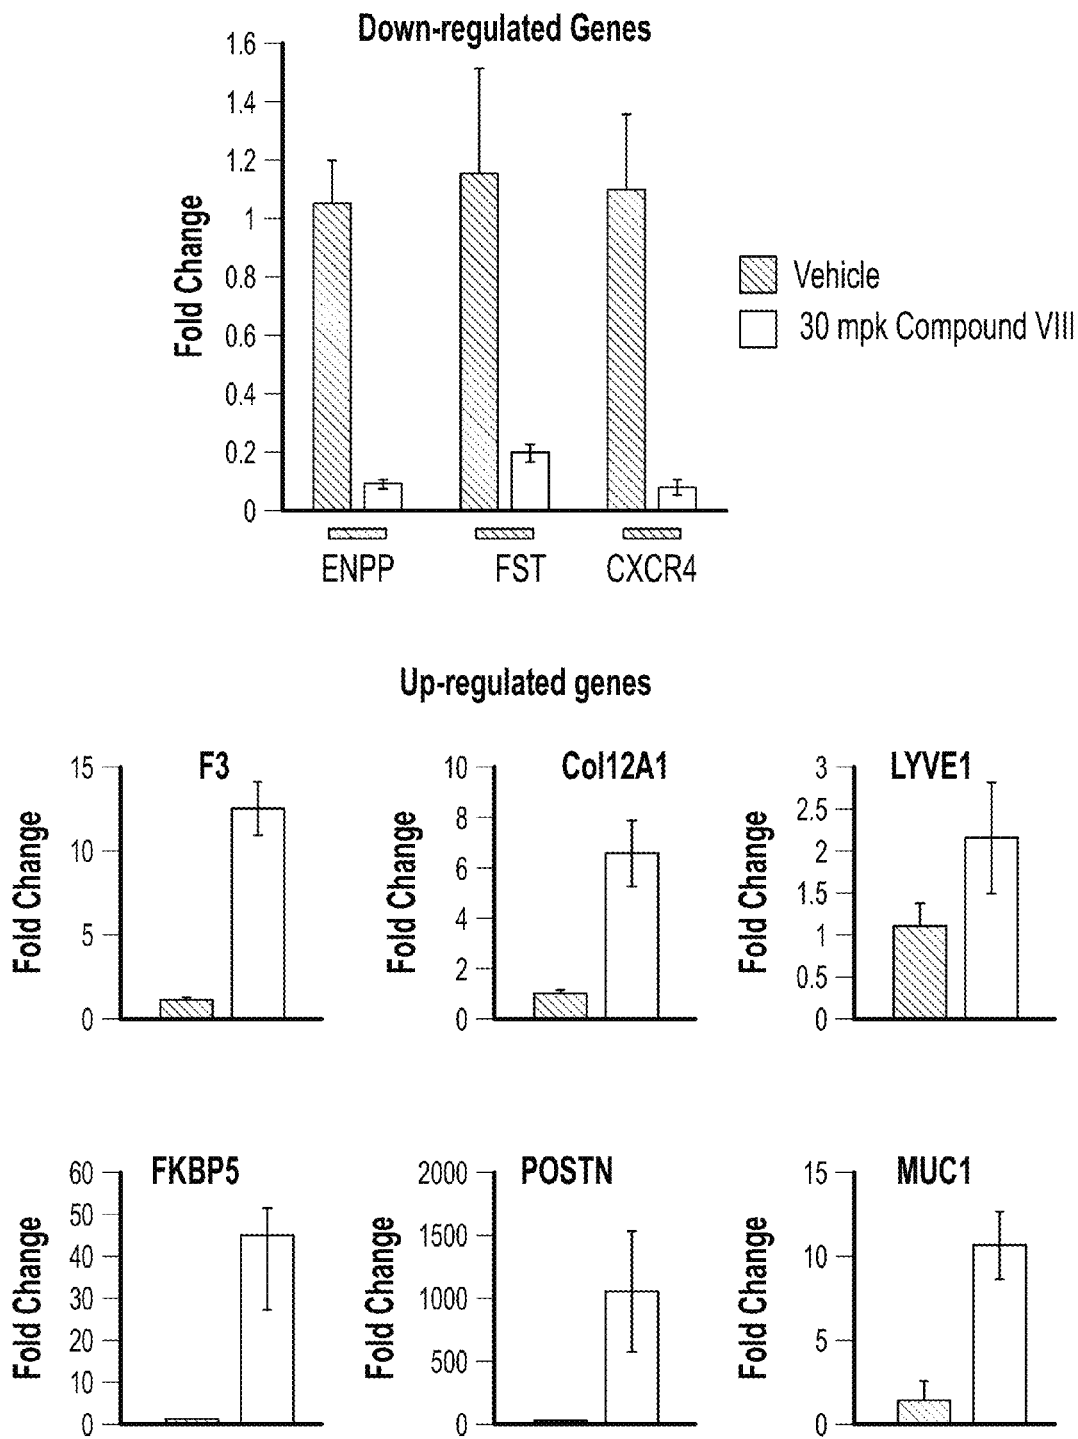 Down-regulated Genes
1.6
1.4
1.2
1
0.8
0.6
0.4
0.2
0
Fold Change
ENPP FST CXCR4
Vehicle
30 mpk Compound VIII
Up-regulated genes
F3
15
10
5
0
Fold Change
Col12A1
10
8
6
4
2
0
Fold Change
LYVE1
3
2.5
2
1.5
1
0.5
0
Fold Change
FKBP5
60
50
40
30
20
10
0
Fold Change
POSTN
2000
1500
1000
500
0
Fold Change
MUC1
15
10
5
0
Fold Change